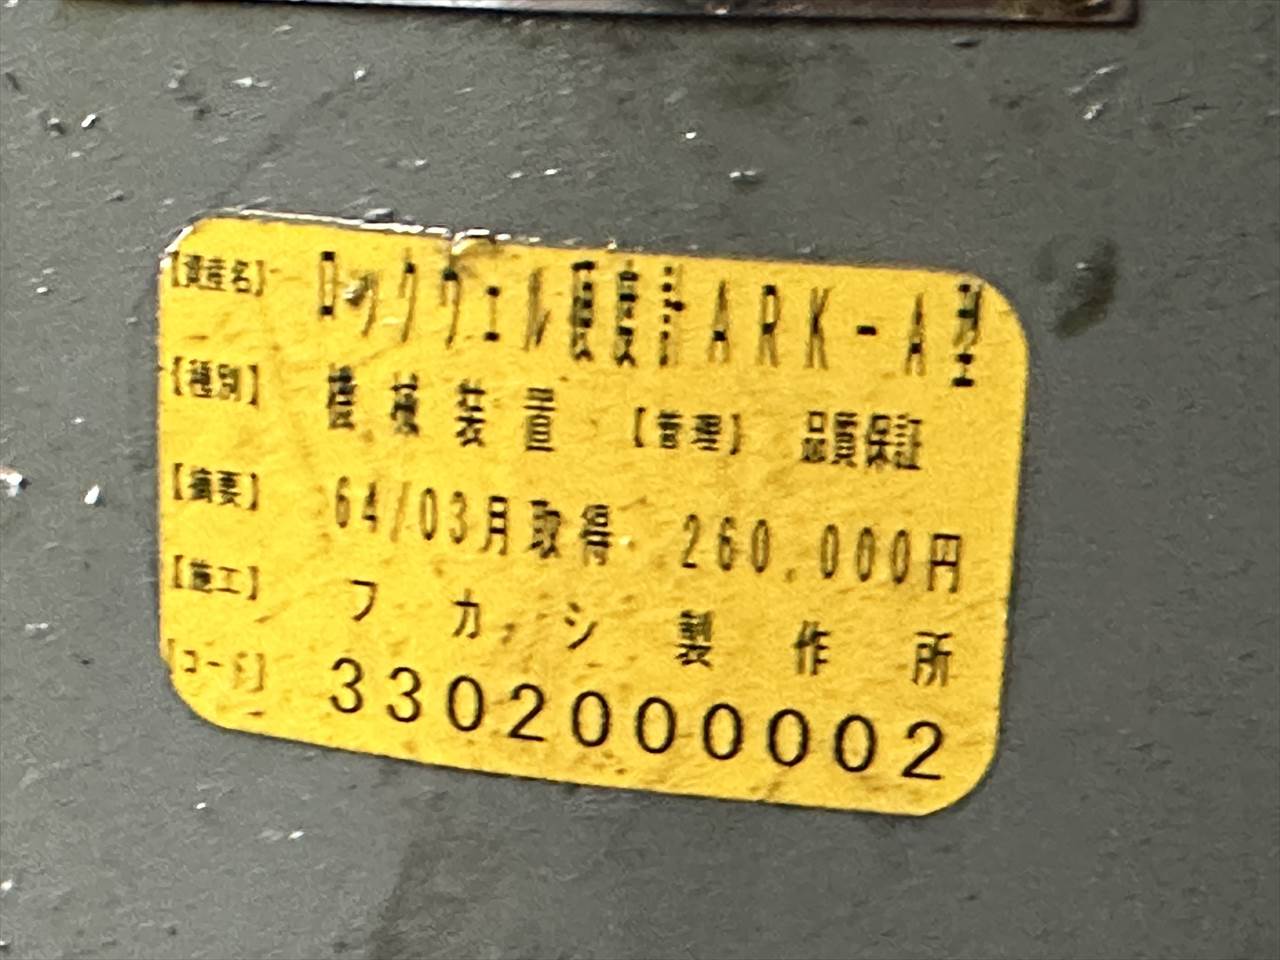 【資産名】 ロックウェル硬度計ARK-A型
【種別】 機械装置 【管理】 品質保証
【摘要】 64/03月取得 260,000円
【施工】 フカシ製作所
【コード】 3302000002